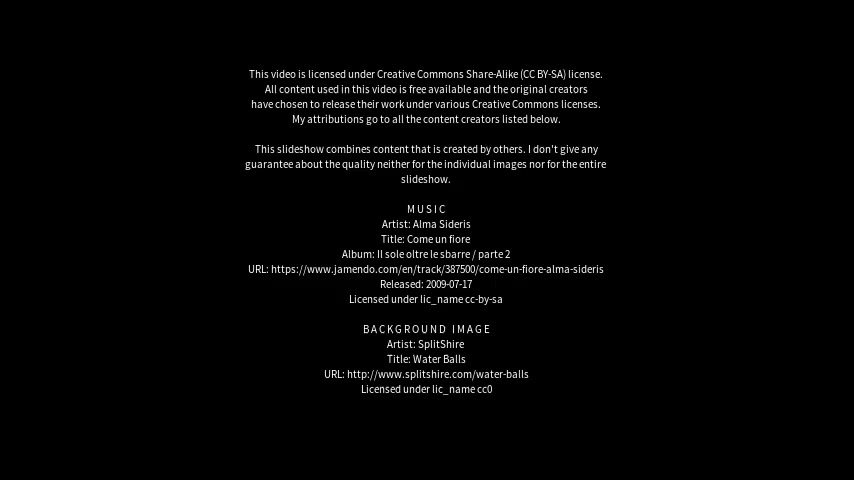 This video is licensed under Creative Commons Share-Alike (CC BY-SA) license.
All content used in this video is free available and the original creators
have chosen to release their work under various Creative Commons licenses.
My attributions go to all the content creators listed below.
This slideshow combines content that is created by others. I don't give any
guarantee about the quality neither for the individual images nor for the entire
slideshow.
MUSIC
Artist: Alma Sideris
Title: Come un fiore
Album: Il sole oltre le sbarre / parte 2
URL: https://www.jamendo.com/en/track/387500/come-un-fiore-alma-sideris
Released: 2009-07-17
Licensed under lic_name cc-by-sa
BACKGROUND IMAGE
Artist: SplitShire
Title: Water Balls
URL: http://www.splitshire.com/water-balls
Licensed under lic_name cc0